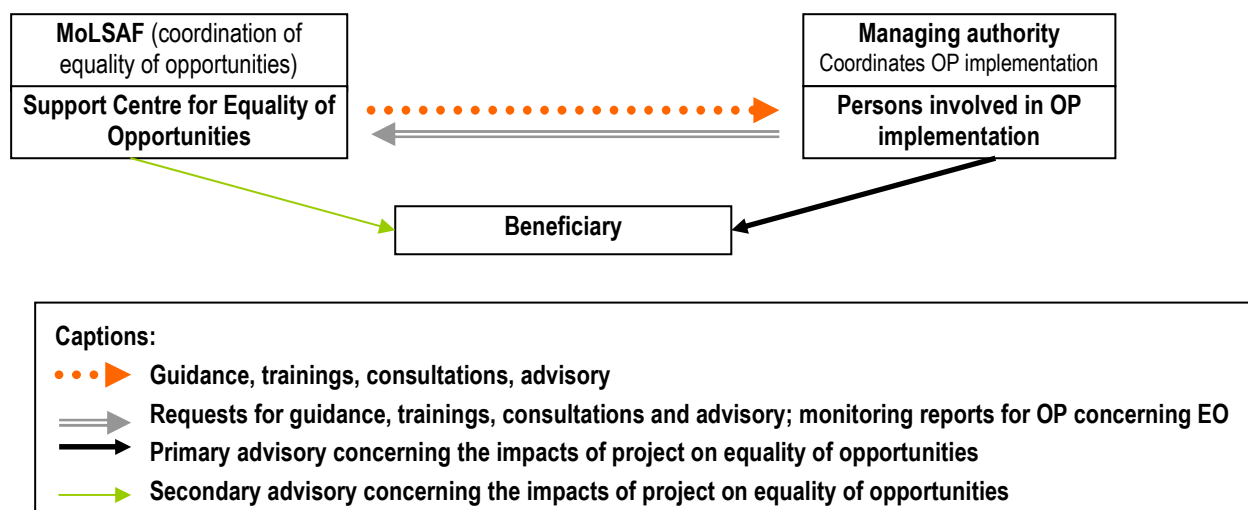 MoLSAF (coordination of
equality of opportunities)
Support Centre for Equality of
Opportunities
Managing authority
Coordinates OP implementation
Persons involved in OP
implementation
Beneficiary
Captions:
Guidance, trainings, consultations, advisory
Requests for guidance, trainings, consultations and advisory; monitoring reports for OP concerning EO
Primary advisory concerning the impacts of project on equality of opportunities
Secondary advisory concerning the impacts of project on equality of opportunities